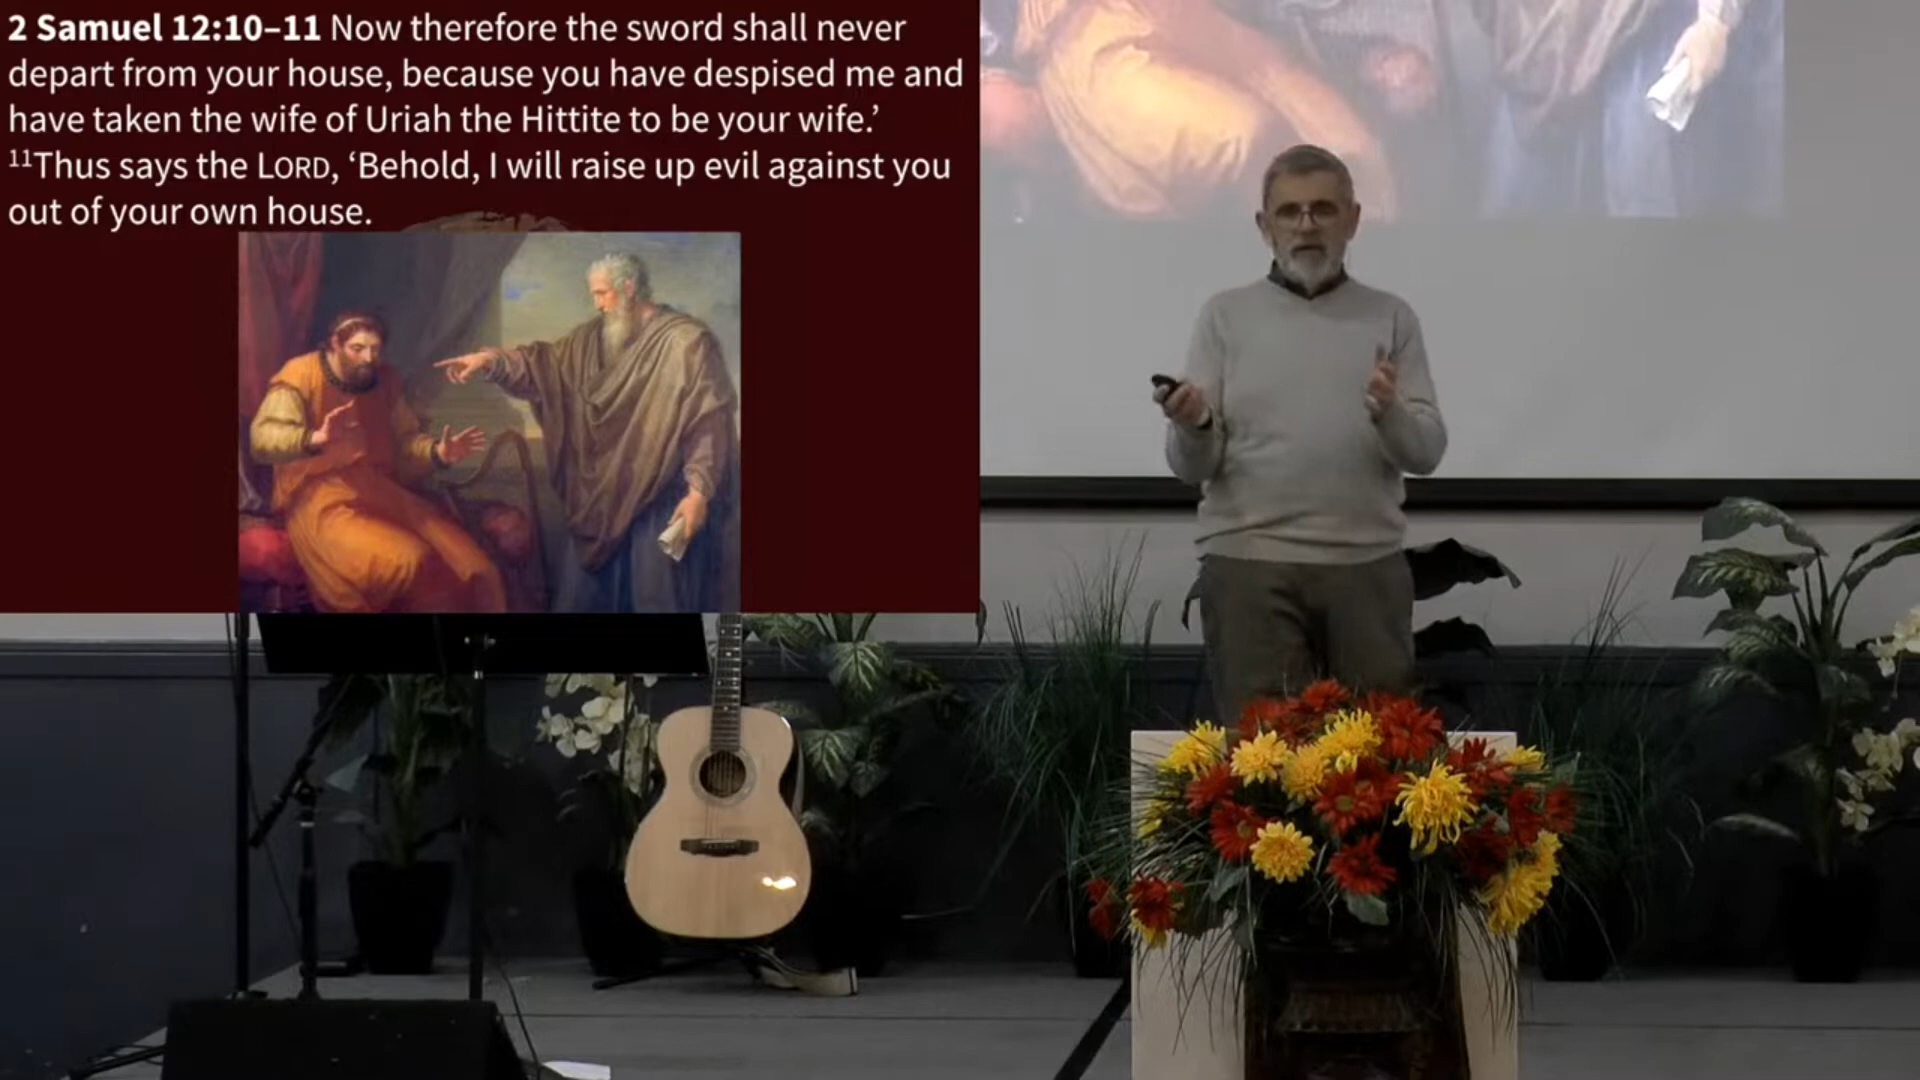 2 Samuel 12:10–11 Now therefore the sword shall never
depart from your house, because you have despised me and
have taken the wife of Uriah the Hittite to be your wife.’
¹¹Thus says the LORD, ‘Behold, I will raise up evil against you
out of your own house.